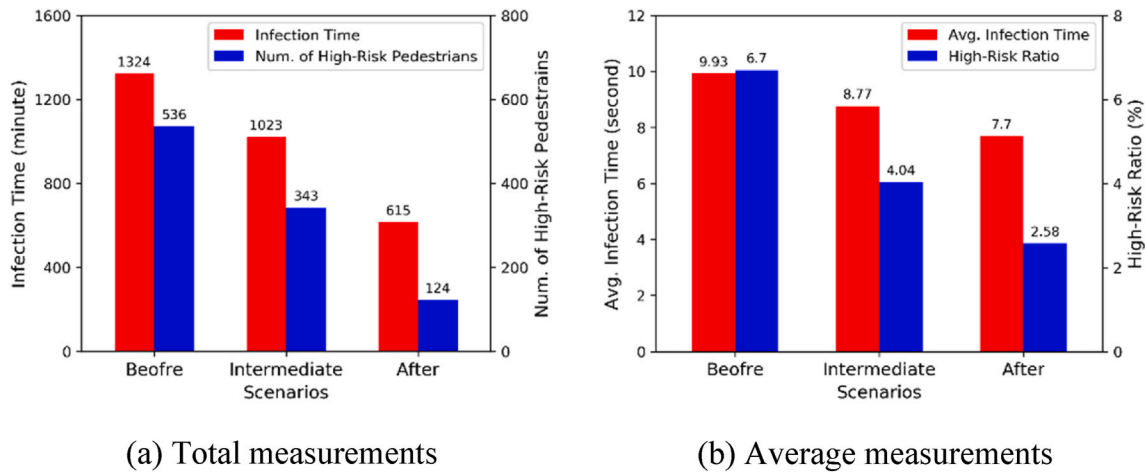 1600
1200
800
400
0
Infection Time (minute)
1324
536
1023
343
615
124
Infection Time
Num. of High-Risk Pedestrians
800
600
400
200
0
Num. of High-Risk Pedestrains
Beofre
Intermediate
After
Scenarios
(a) Total measurements
12
10
8
6
4
2
0
Avg. Infection Time (second)
9.93
6.7
8.77
4.04
7.7
2.58
Avg. Infection Time
High-Risk Ratio
8
6
4
2
0
High-Risk Ratio (%)
Beofre
Intermediate
After
Scenarios
(b) Average measurements